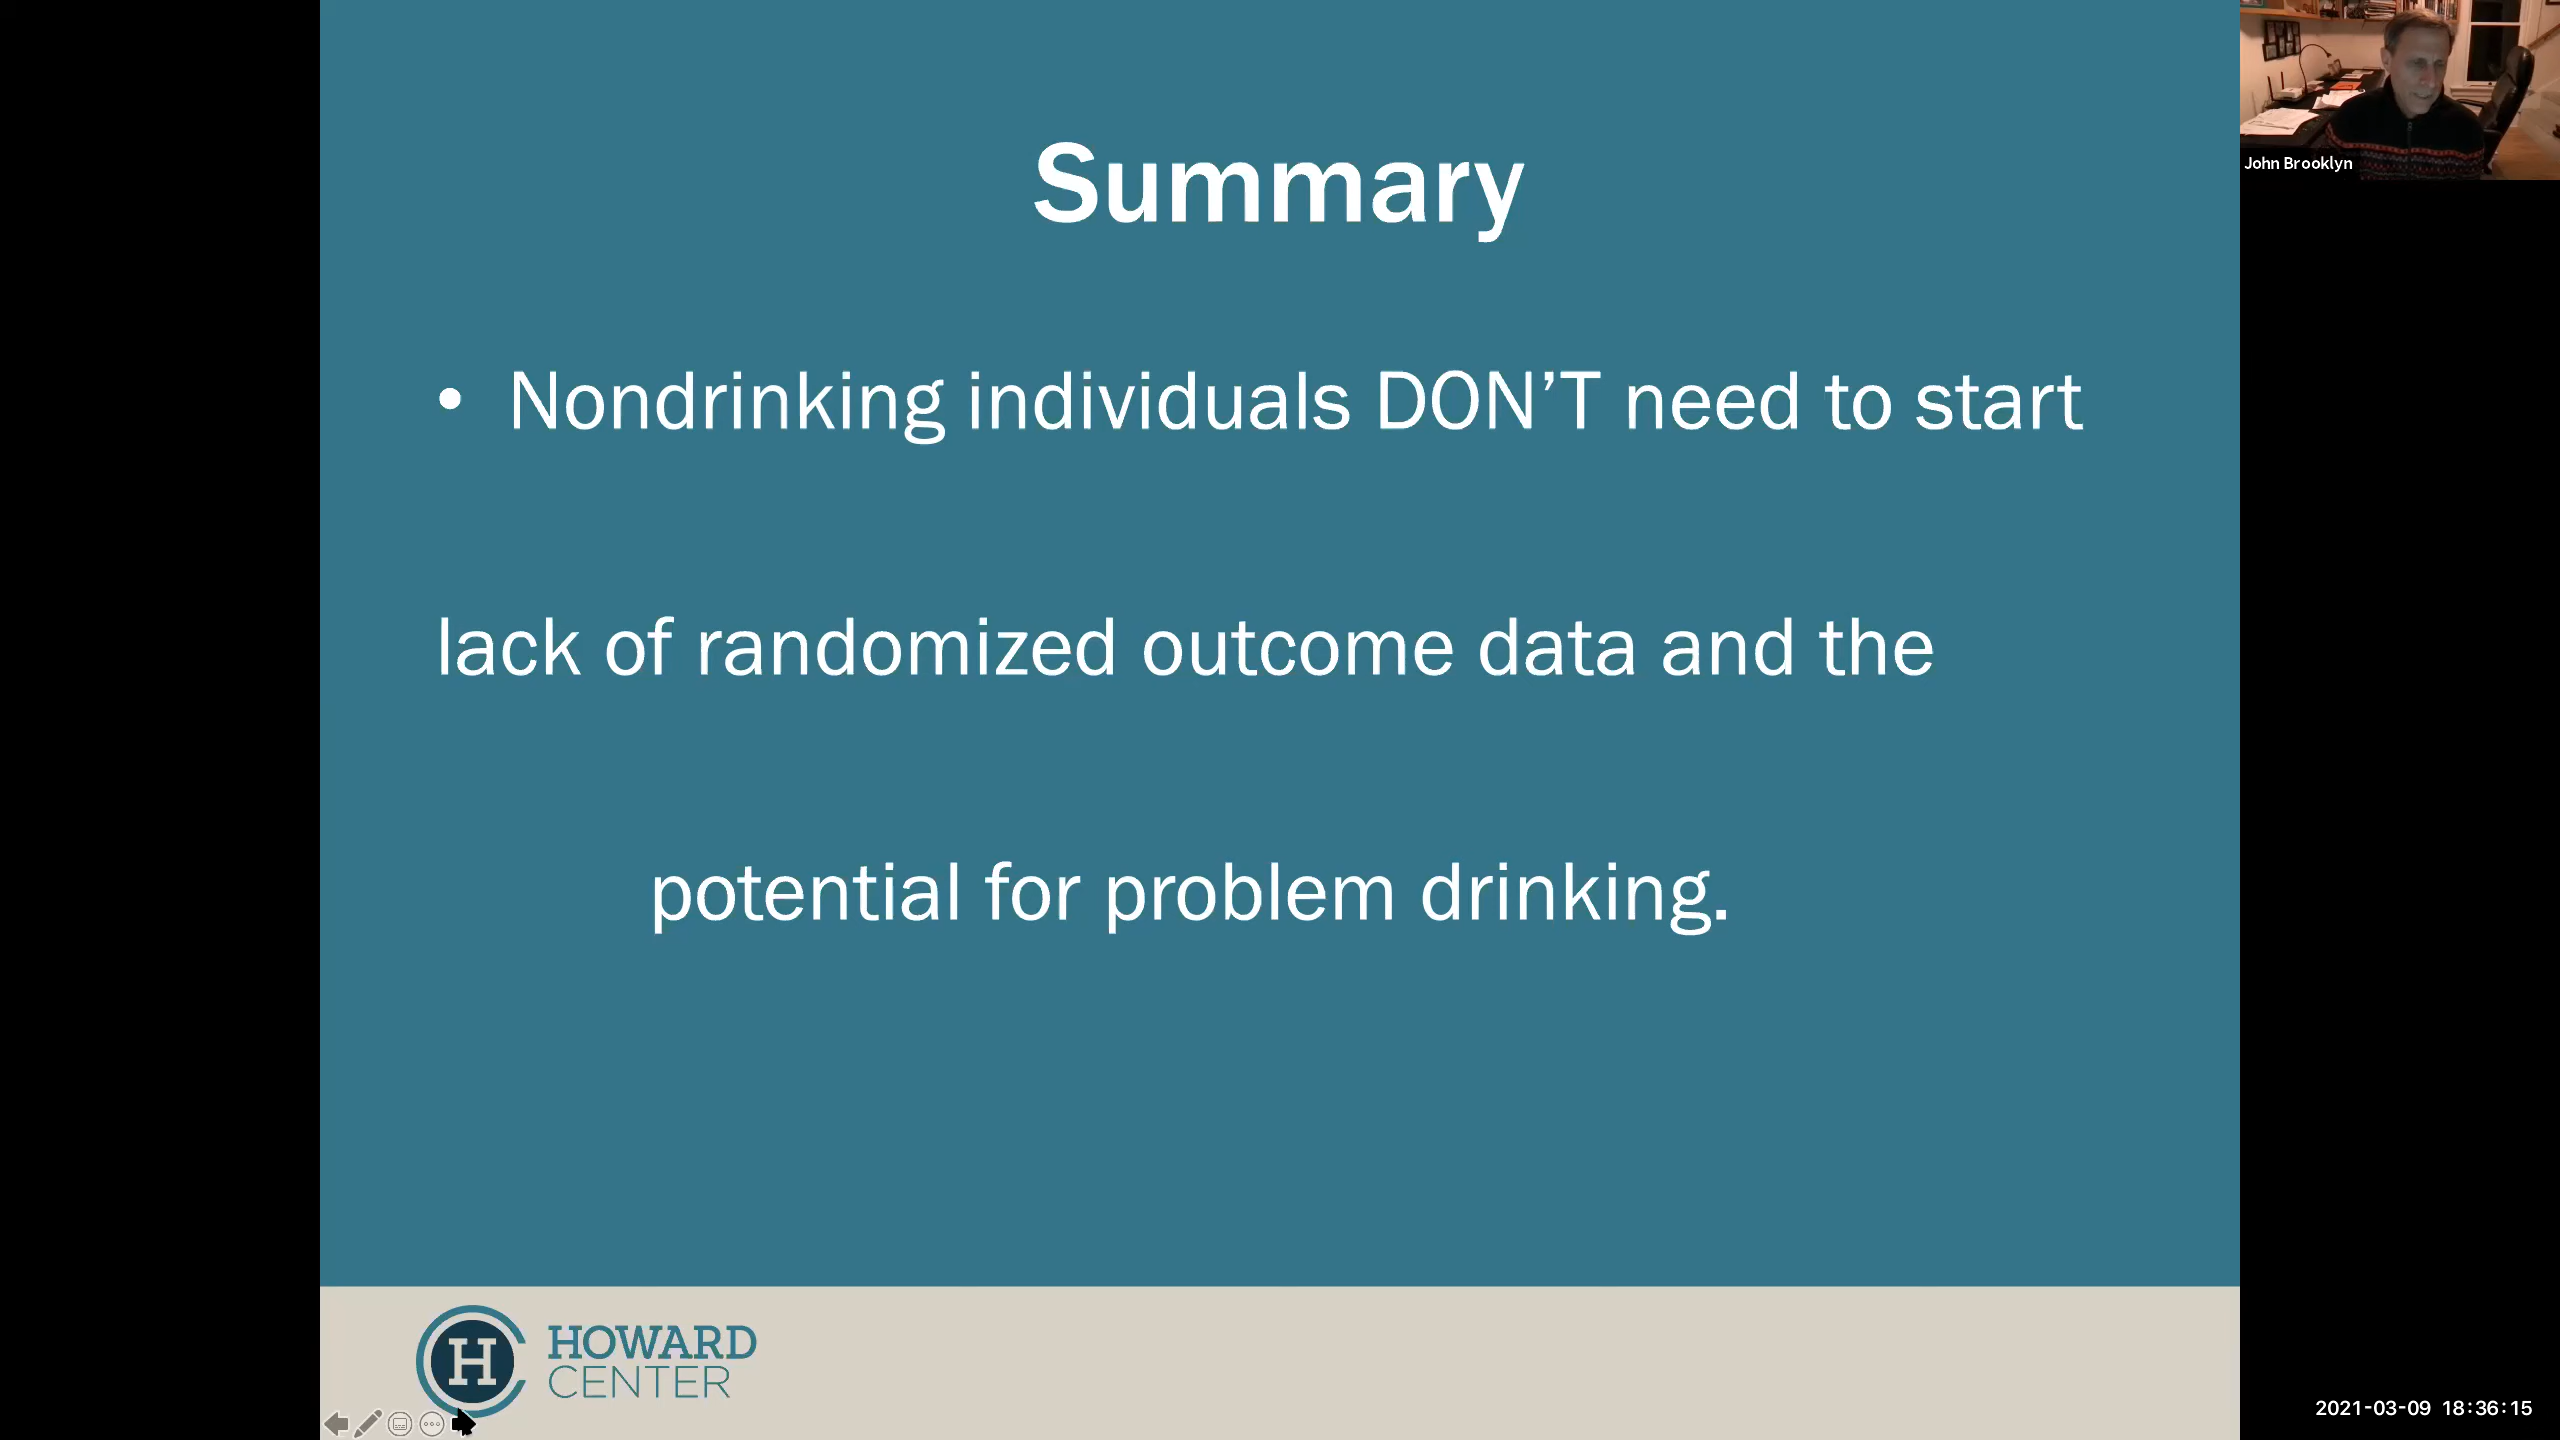 Summary
• Nondrinking individuals DON’T need to start
lack of randomized outcome data and the
potential for problem drinking.
H
HOWARD
CENTER
John Brooklyn
2021-03-09 18:36:15